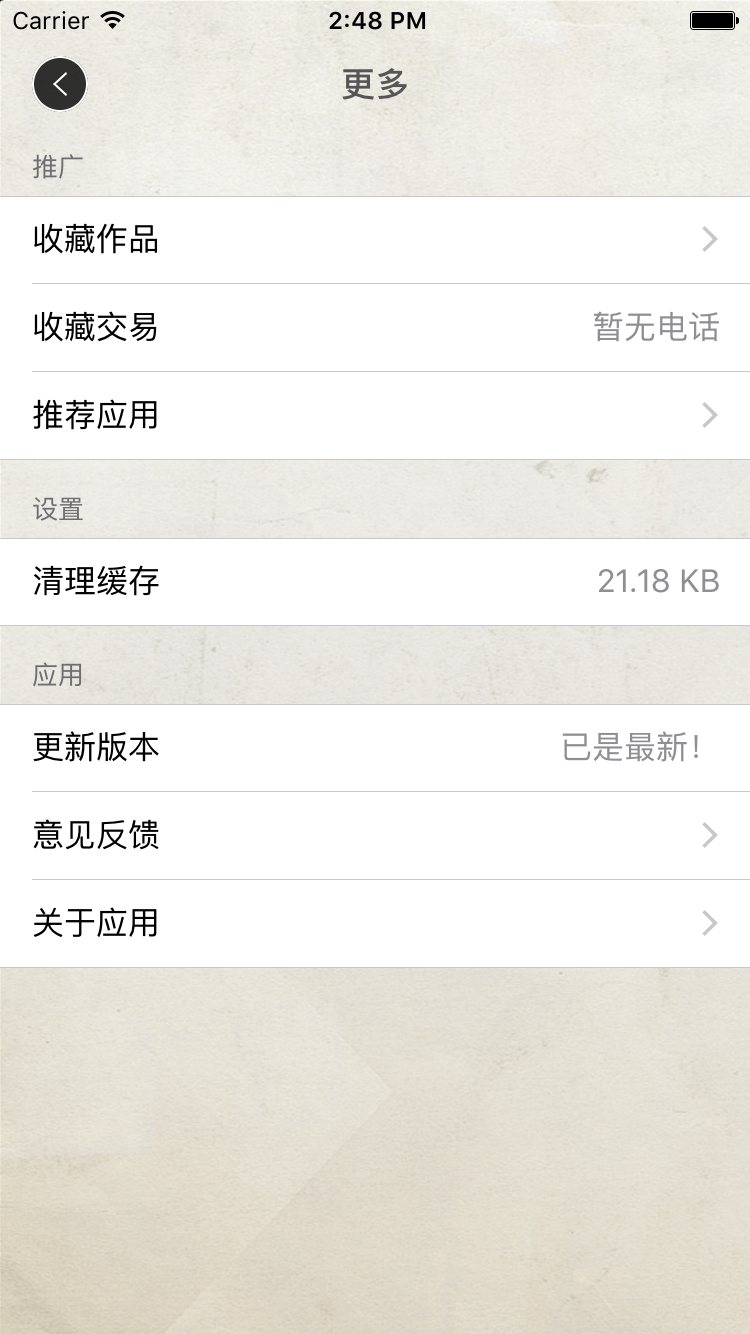 Carrier 2:48 PM
更多
推广
收藏作品
收藏交易 暂无电话
推荐应用
设置
清理缓存 21.18 KB
应用
更新版本 已是最新！
意见反馈
关于应用